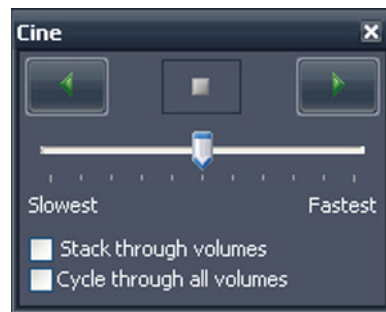 Cine
Slowest Fastest
Stack through volumes
Cycle through all volumes